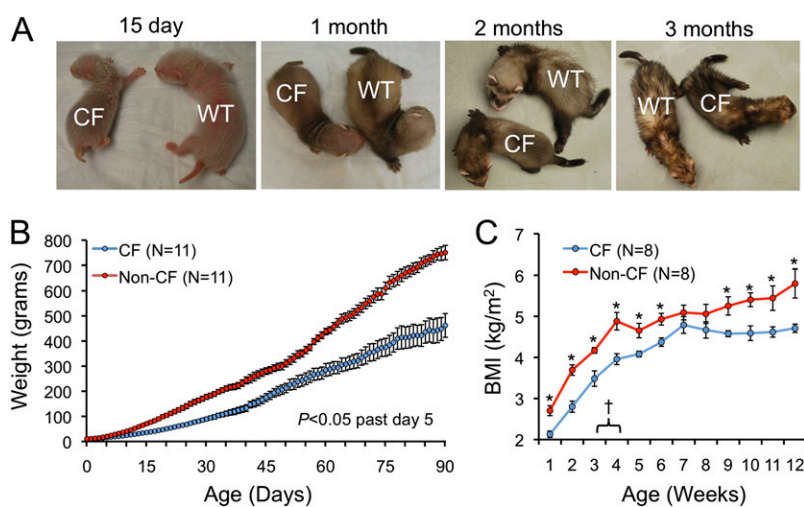 A
15 day
1 month
2 months
3 months
CF
WT
CF
WT
WT
CF
WT
CF
B
800
700
600
500
400
300
200
100
0
Weight (grams)
CF (N=11)
Non-CF (N=11)
P<0.05 past day 5
0 15 30 45 60 75 90
Age (Days)
C
7
6
5
4
3
2
BMI (kg/m²)
CF (N=8)
Non-CF (N=8)
* * * * * * * * * *
†
1 2 3 4 5 6 7 8 9 10 11 12
Age (Weeks)